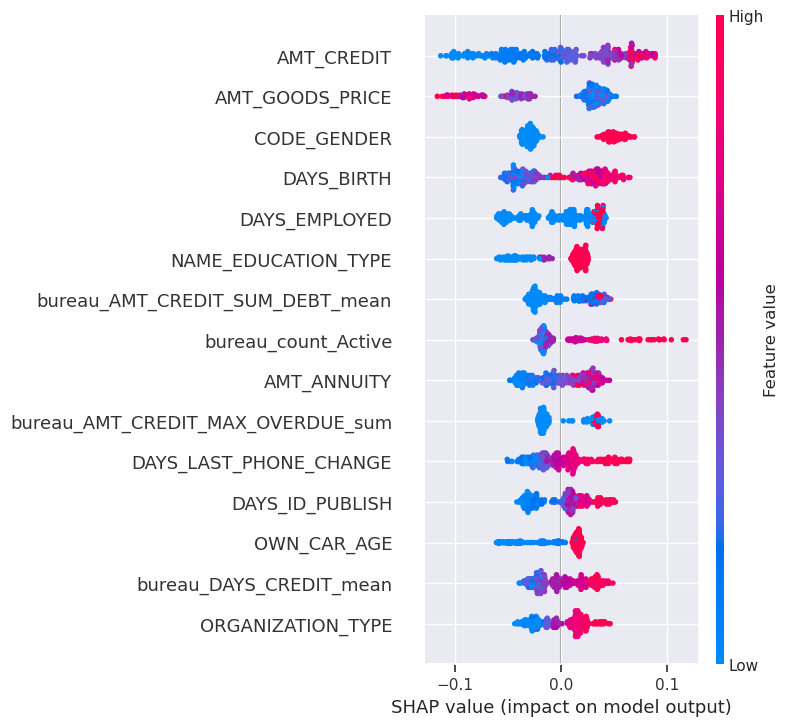 High
AMT_CREDIT
AMT_GOODS_PRICE
CODE_GENDER
DAYS_BIRTH
DAYS_EMPLOYED
NAME_EDUCATION_TYPE
bureau_AMT_CREDIT_SUM_DEBT_mean
bureau_count_Active
AMT_ANNUITY
bureau_AMT_CREDIT_MAX_OVERDUE_sum
DAYS_LAST_PHONE_CHANGE
DAYS_ID_PUBLISH
OWN_CAR_AGE
bureau_DAYS_CREDIT_mean
ORGANIZATION_TYPE
Feature value
Low
−0.1 0.0 0.1
SHAP value (impact on model output)